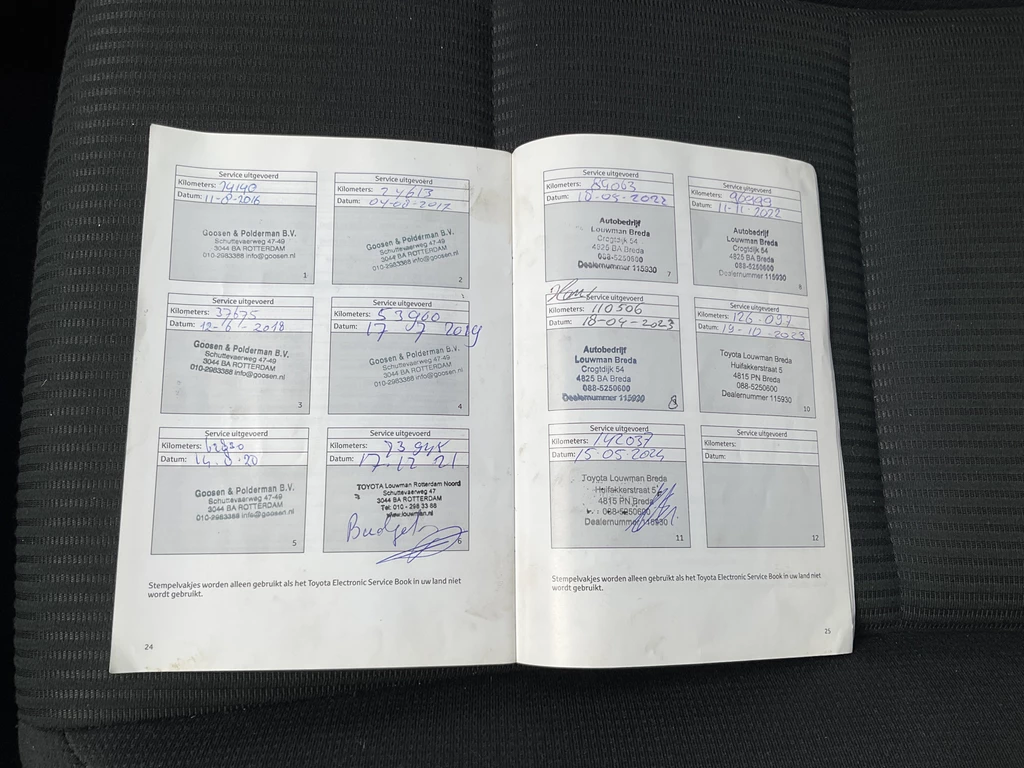 Service uitgevoerd
Kilometers: 14140
Datum: 11-8-2016
Goosen & Polderman B.V.
Schuttevaerweg 47-49
3044 BA ROTTERDAM
010-2983388 info@goosen.nl
1
Service uitgevoerd
Kilometers: 24613
Datum: 04-08-2017
Goosen & Polderman B.V.
Schuttevaerweg 47-49
3044 BA ROTTERDAM
010-2983388 info@goosen.nl
2
Service uitgevoerd
Kilometers: 37675
Datum: 12-6-2018
Goosen & Polderman B.V.
Schuttevaerweg 47-49
3044 BA ROTTERDAM
010-2983388 info@goosen.nl
3
Service uitgevoerd
Kilometers: 53960
Datum: 17 7 2019
Goosen & Polderman B.V.
Schuttevaerweg 47-49
3044 BA ROTTERDAM
010-2983388 info@goosen.nl
4
Service uitgevoerd
Kilometers:
Datum: 14.8.20
Goosen & Polderman B.V.
Schuttevaerweg 47-49
3044 BA ROTTERDAM
010-2983388 info@goosen.nl
5
Service uitgevoerd
Kilometers: 73.945
Datum: 17.12 21
TOYOTA Louwman Rotterdam Noord
Schuttevaerweg 47
3044 BA ROTTERDAM
Tel: 010 - 298 33 88
www.louwman.nl
Budget
6
Stempelvakjes worden alleen gebruikt als het Toyota Electronic Service Book in uw land niet
wordt gebruikt.
24
Service uitgevoerd
Kilometers: 84063
Datum: 18-05-2022
Autobedrijf
Louwman Breda
Crogtdijk 54
4825 BA Breda
088-5250600
Dealernummer 115930
7
Service uitgevoerd
Kilometers: 98999
Datum: 11-11-2022
Autobedrijf
Louwman Breda
Crogtdijk 54
4825 BA Breda
088-5250600
Dealernummer 115930
8
Service uitgevoerd
Kilometers: 110506
Datum: 18-04-2023
Autobedrijf
Louwman Breda
Crogtdijk 54
4825 BA Breda
088-5250600
Dealernummer 115930
Service uitgevoerd
Kilometers: 126-092
Datum: 19-10-2023
Toyota Louwman Breda
Huifakkerstraat 5
4815 PN Breda
088-5250600
Dealernummer 115930
10
Service uitgevoerd
Kilometers: 142037
Datum: 15-05-2024
Toyota Louwman Breda
Huifakkerstraat 5
4815 PN Breda
088-5250600
Dealernummer 115930
11
Service uitgevoerd
Kilometers:
Datum:
12
Stempelvakjes worden alleen gebruikt als het Toyota Electronic Service Book in uw land niet
wordt gebruikt.
25